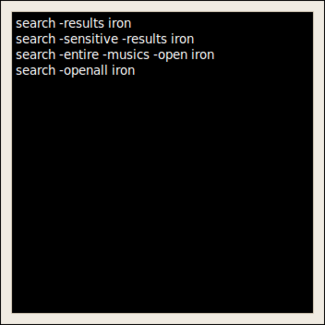 search -results iron
search -sensitive -results iron
search -entire -musics -open iron
search -openall iron